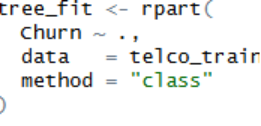 tree_fit <- rpart(
  Churn ~ .,
  data   = telco_train
  method = "class"
)